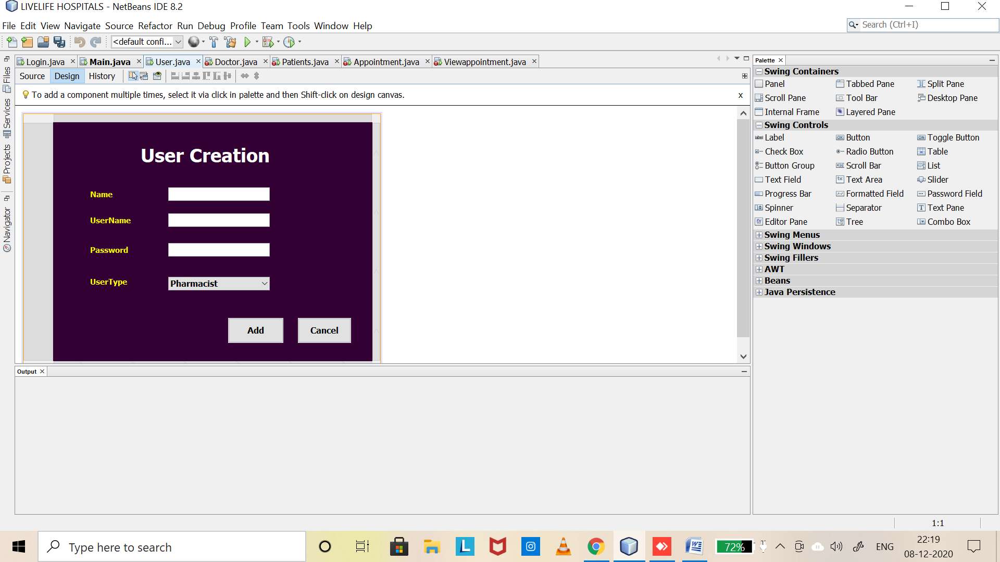 LIVELIFE HOSPITALS - NetBeans IDE 8.2
File Edit View Navigate Source Refactor Run Debug Profile Team Tools Window Help
Search (Ctrl+I)
<default confi...
Login.java Main.java User.java Doctor.java Patients.java Appointment.java Viewappointment.java
Source Design History
To add a component multiple times, select it via click in palette and then Shift-click on design canvas.
x
Files
Services
Projects
Navigator
User Creation
Name
UserName
Password
UserType Pharmacist
Add Cancel
Output
Palette
Swing Containers
Panel Tabbed Pane Split Pane
Scroll Pane Tool Bar Desktop Pane
Internal Frame Layered Pane
Swing Controls
label Label OK Button ON Toggle Button
Check Box Radio Button Table
Button Group Scroll Bar List
Text Field Text Area Slider
Progress Bar Formatted Field Password Field
Spinner Separator Text Pane
Editor Pane Tree Combo Box
Swing Menus
Swing Windows
Swing Fillers
AWT
Beans
Java Persistence
1:1
Type here to search
L
72%
ENG
22:19
08-12-2020